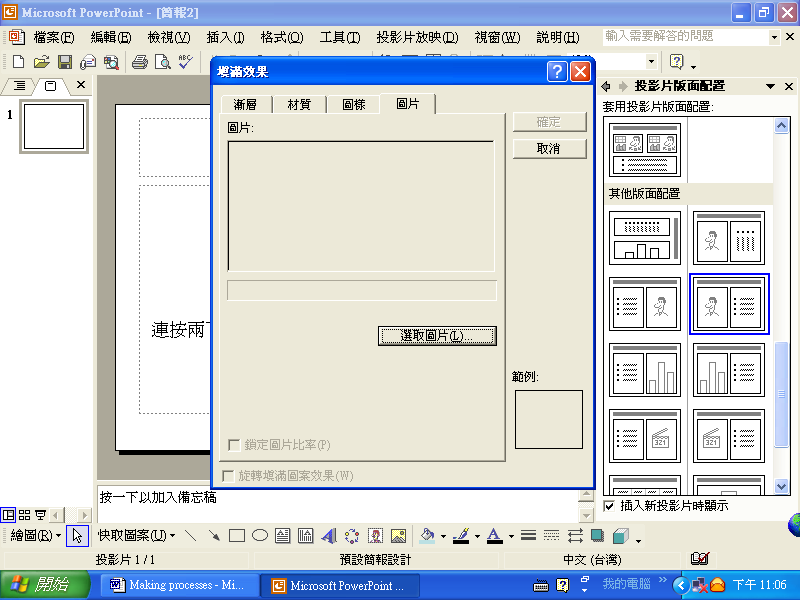 Microsoft PowerPoint - [簡報2]
檔案(F) 編輯(E) 檢視(V) 插入(I) 格式(O) 工具(T) 投影片放映(D) 視窗(W) 說明(H) 輸入需要解答的問題
填滿效果
投影片版面配置
1
漸層 材質 圖樣 圖片
圖片:
確定
取消
套用投影片版面配置:
其他版面配置
連按兩下
選取圖片(L)...
範例:
鎖定圖片比率(P)
旋轉填滿圖案效果(W)
按一下以加入備忘稿
插入新投影片時顯示
繪圖(R) 快取圖案(U)
投影片 1 / 1 預設簡報設計 中文 (台灣)
開始 Making processes - Mi... Microsoft PowerPoint ... 我的電腦 下午 11:06